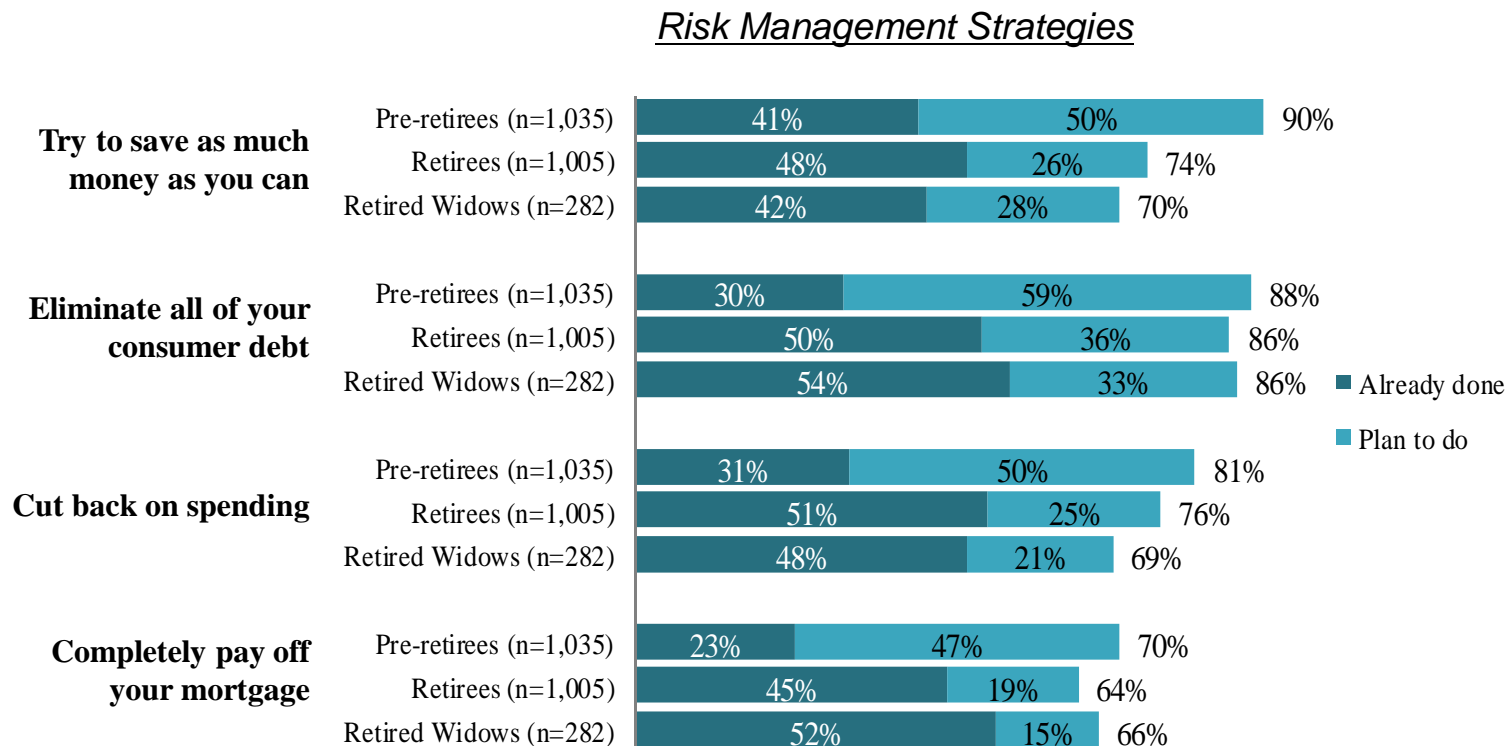 Risk Management Strategies
Try to save as much
money as you can
Pre-retirees (n=1,035) 41% 50% 90%
Retirees (n=1,005) 48% 26% 74%
Retired Widows (n=282) 42% 28% 70%
Eliminate all of your
consumer debt
Pre-retirees (n=1,035) 30% 59% 88%
Retirees (n=1,005) 50% 36% 86%
Retired Widows (n=282) 54% 33% 86%
Already done
Plan to do
Cut back on spending
Pre-retirees (n=1,035) 31% 50% 81%
Retirees (n=1,005) 51% 25% 76%
Retired Widows (n=282) 48% 21% 69%
Completely pay off
your mortgage
Pre-retirees (n=1,035) 23% 47% 70%
Retirees (n=1,005) 45% 19% 64%
Retired Widows (n=282) 52% 15% 66%